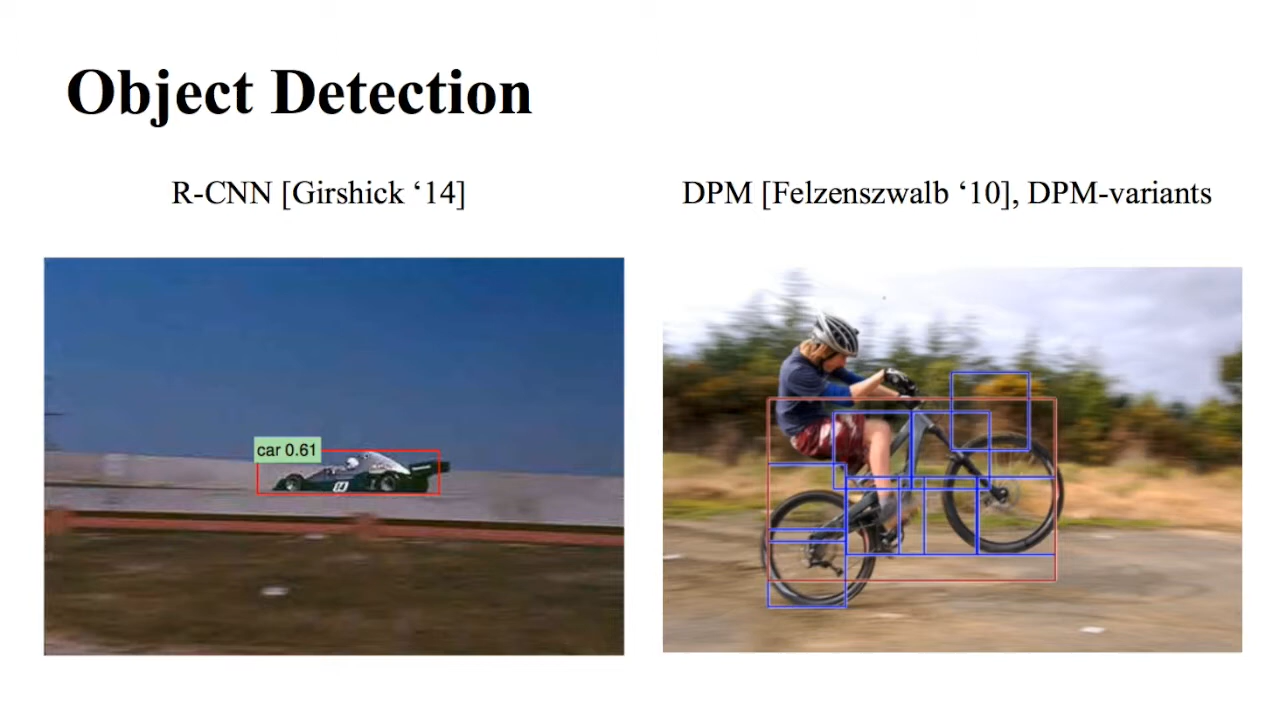 Object Detection
R-CNN [Girshick ‘14]
DPM [Felzenszwalb ‘10], DPM-variants
car 0.61